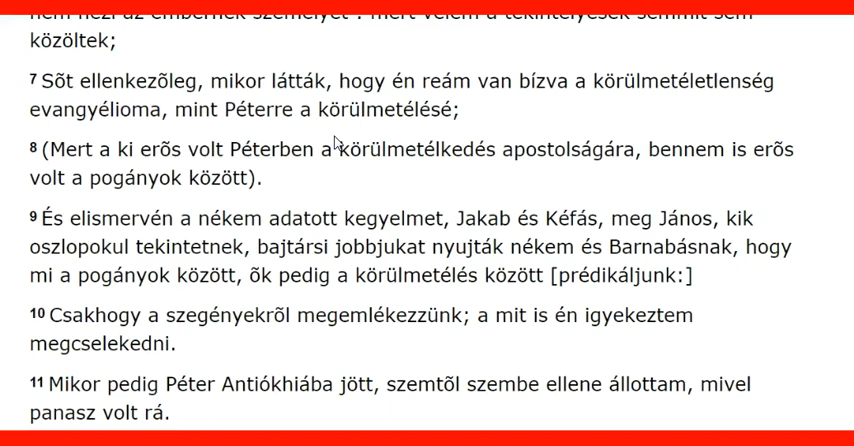 közöltek;
7 Sõt ellenkezõleg, mikor látták, hogy én reám van bízva a körülmetéletlenség
evangyélioma, mint Péterre a körülmetélésé;
8 (Mert a ki erõs volt Péterben a körülmetélkedés apostolságára, bennem is erõs
volt a pogányok között).
9 És elismervén a nékem adatott kegyelmet, Jakab és Kéfás, meg János, kik
oszlopokul tekintetnek, bajtársi jobbjukat nyujták nékem és Barnabásnak, hogy
mi a pogányok között, õk pedig a körülmetélés között [prédikáljunk:]
10 Csakhogy a szegényekrõl megemlékezzünk; a mit is én igyekeztem
megcselekedni.
11 Mikor pedig Péter Antiókhiába jött, szemtõl szembe ellene állottam, mivel
panasz volt rá.